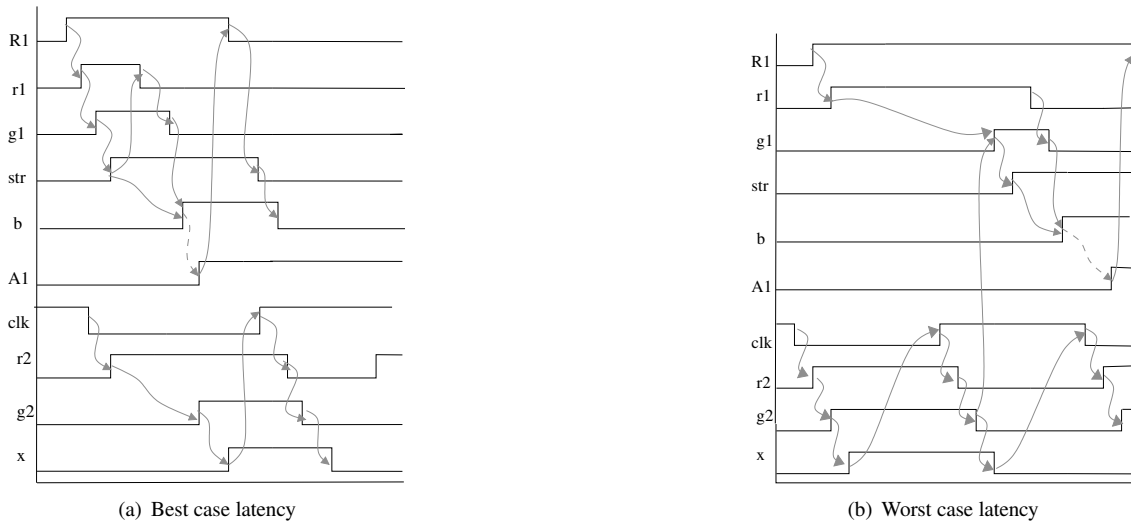 R1
r1
g1
str
b
A1
clk
r2
g2
x
(a) Best case latency
R1
r1
g1
str
b
A1
clk
r2
g2
x
(b) Worst case latency